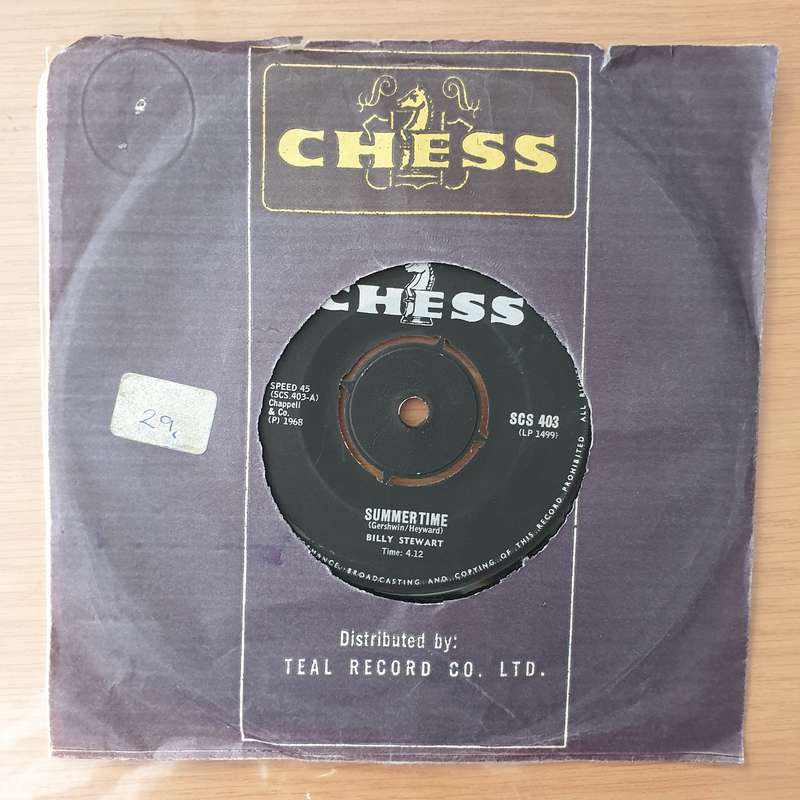 CHESS
CHESS
SPEED 45
(SCS.403-A)
Chappell
& Co.
(P) 1968
SCS 403
(LP 1499)
SUMMERTIME
(Gershwin/Heyward)
BILLY STEWART
Time: 4.12
BROADCASTING AND COPYING OF THIS RECORD PROHIBITED ALL
Distributed by:
TEAL RECORD CO. LTD.